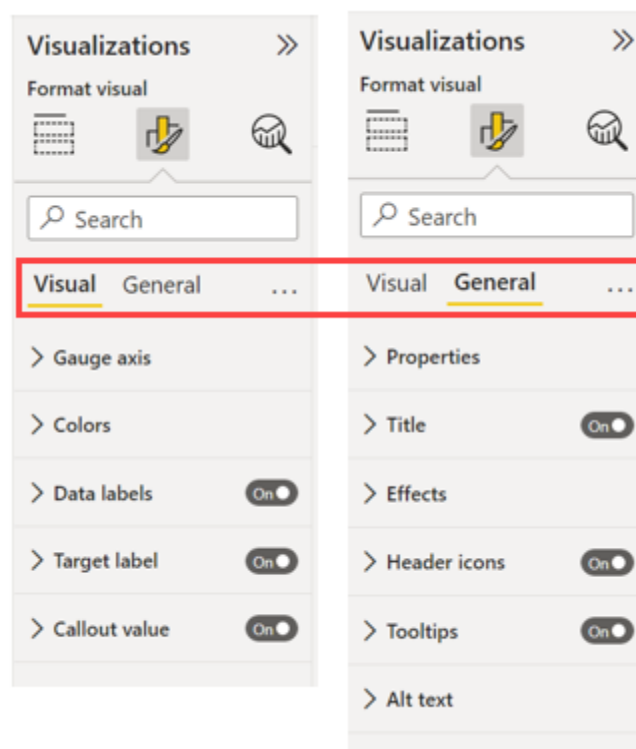 Visualizations
Format visual
Search
Visual General ...
Gauge axis
Colors
Data labels On
Target label On
Callout value On
Visualizations
Format visual
Search
Visual General ...
Properties
Title On
Effects
Header icons On
Tooltips On
Alt text